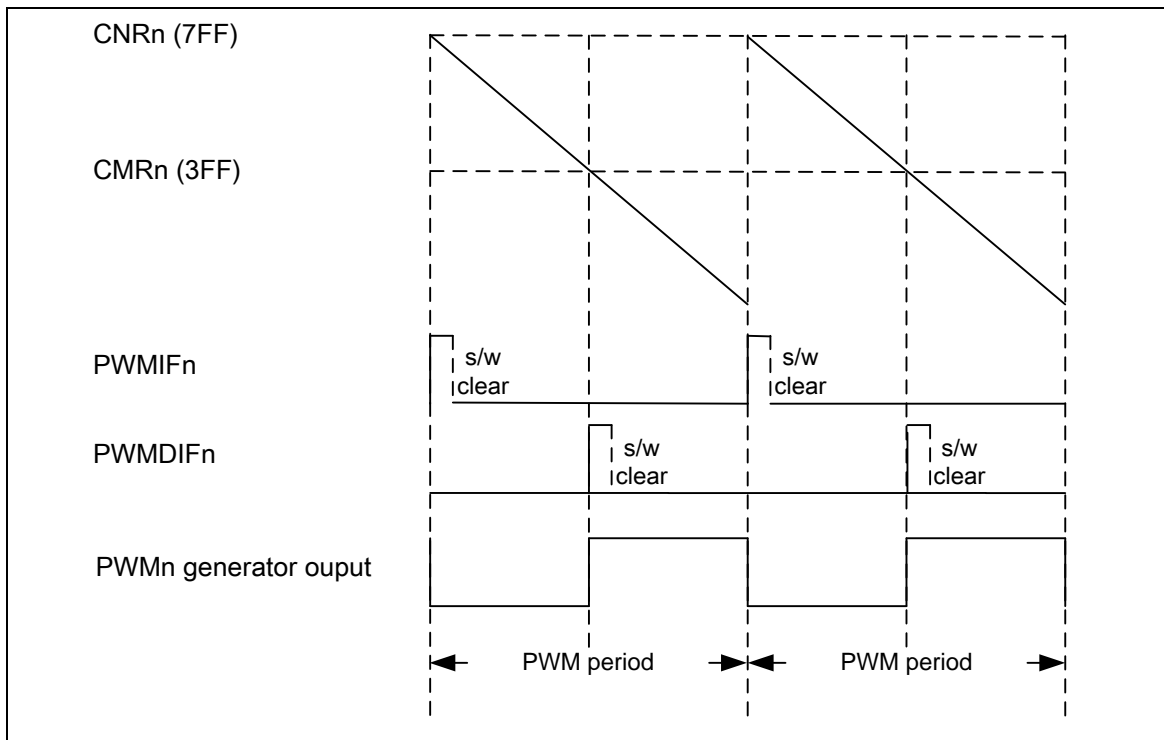 CNRn (7FF)
CMRn (3FF)
PWMIFn
s/w
clear
s/w
clear
PWMDIFn
s/w
clear
s/w
clear
PWMn generator ouput
PWM period
PWM period